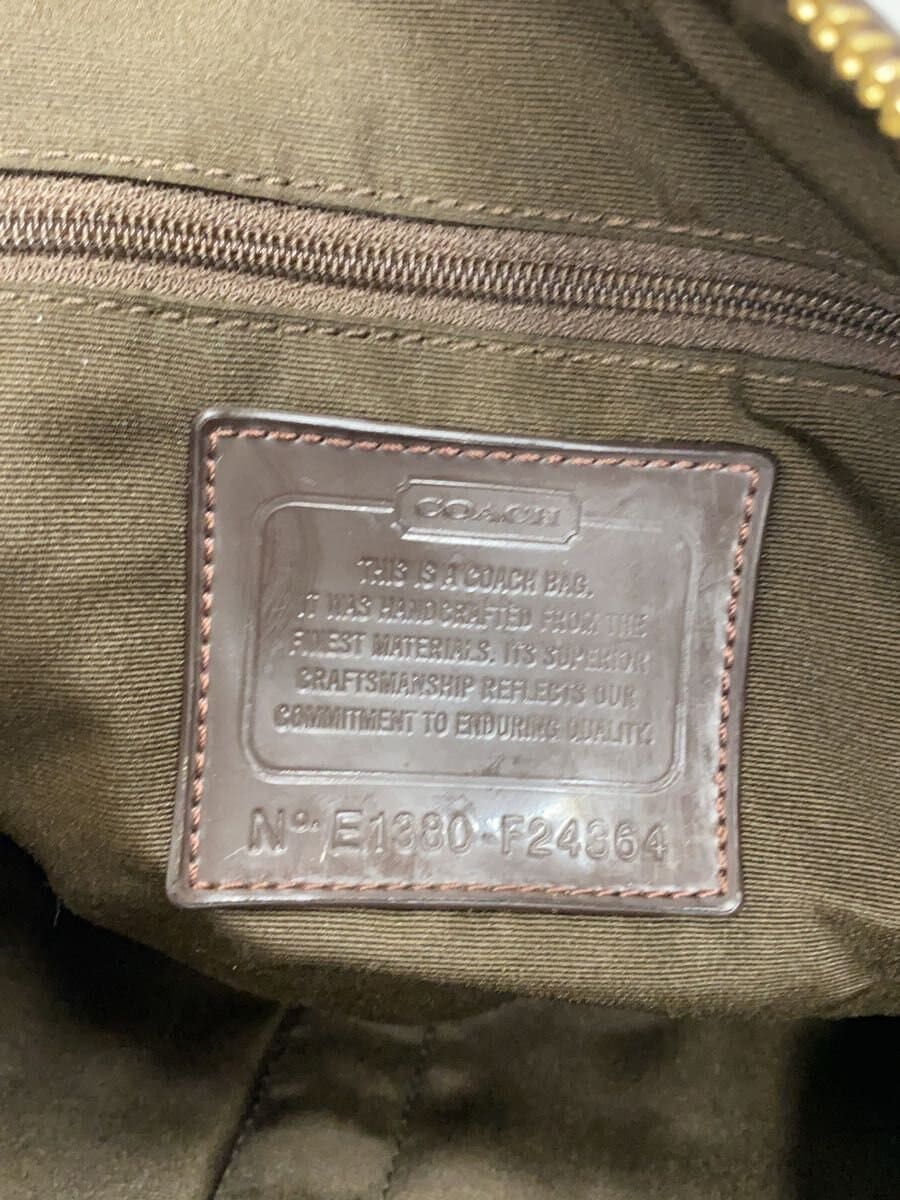 COACH
THIS IS A COACH BAG.
IT WAS HANDCRAFTED FROM THE
FINEST MATERIALS. ITS SUPERIOR
CRAFTSMANSHIP REFLECTS OUR
COMMITMENT TO ENDURING QUALITY.
No. E1380-F24364